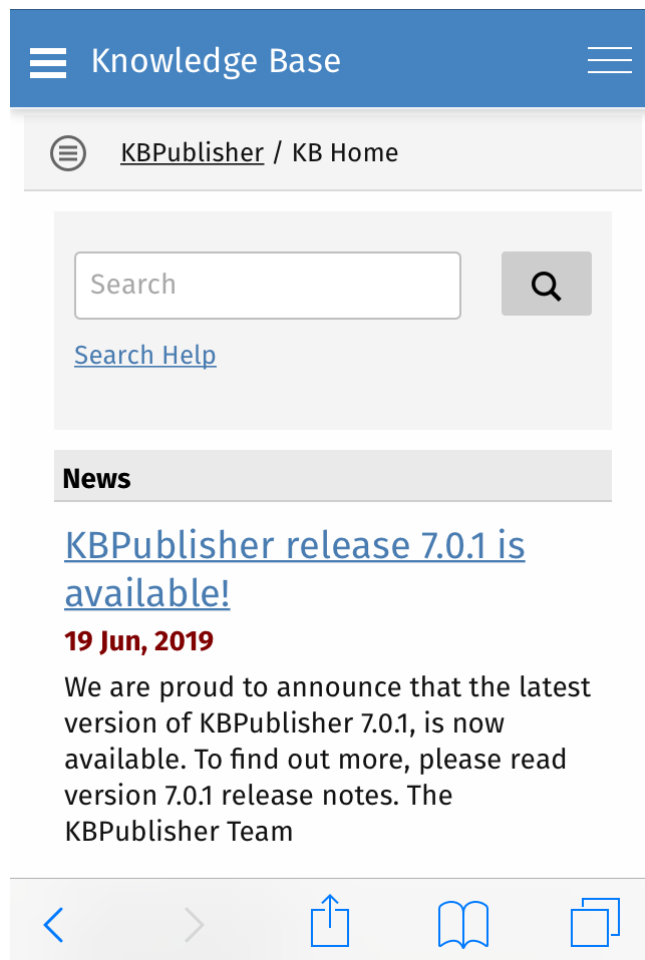 Knowledge Base
KBPublisher / KB Home
Search
Search Help
News
KBPublisher release 7.0.1 is
available!
19 Jun, 2019
We are proud to announce that the latest
version of KBPublisher 7.0.1, is now
available. To find out more, please read
version 7.0.1 release notes. The
KBPublisher Team